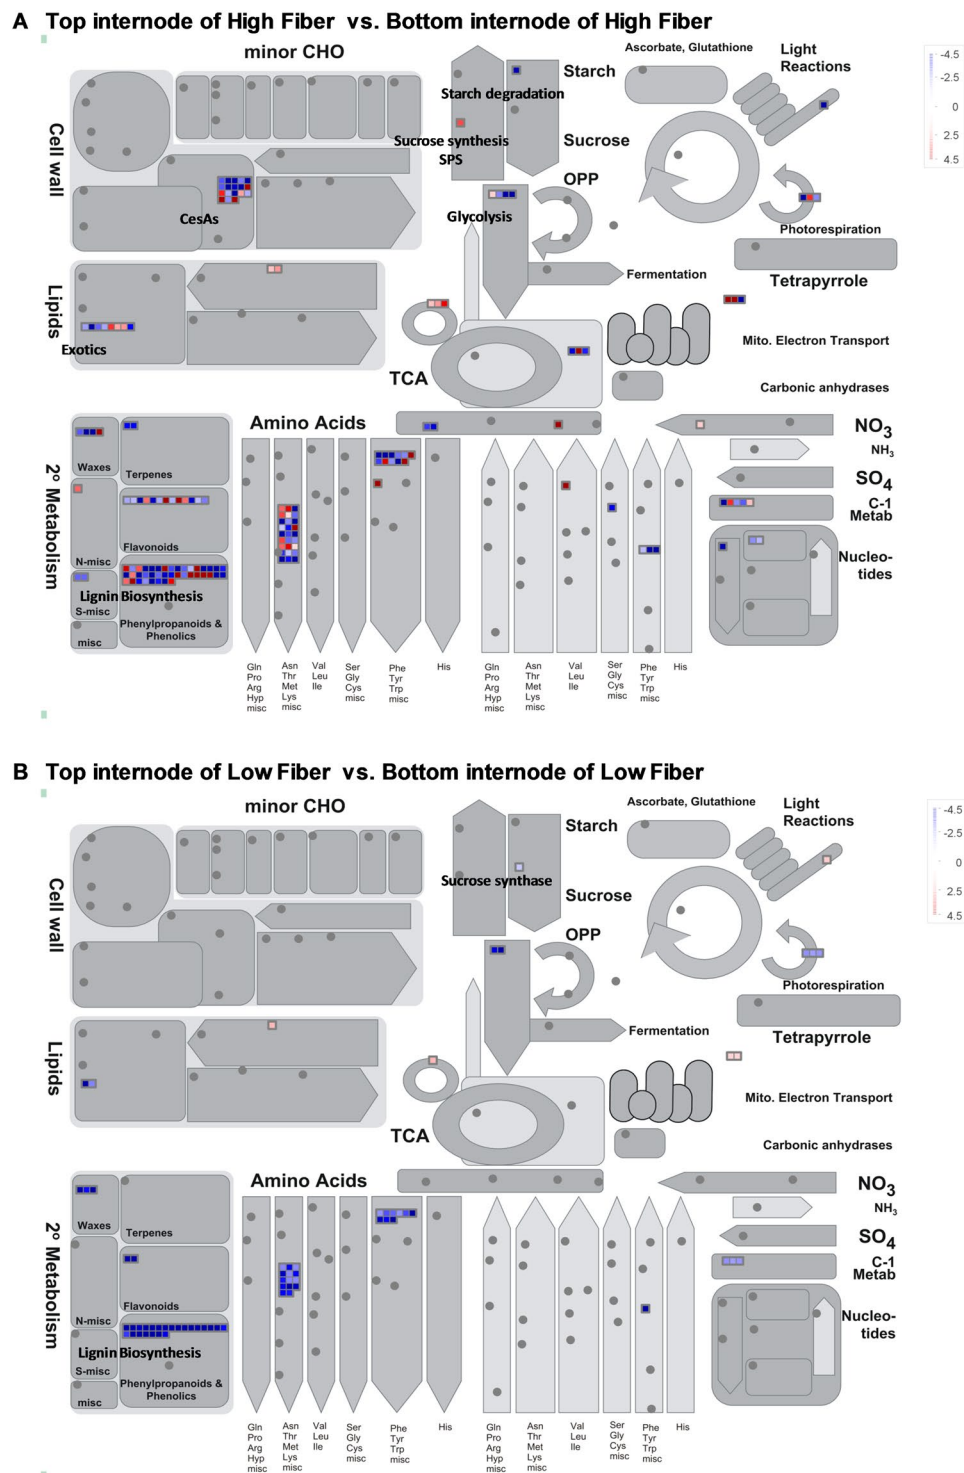 A Top internode of High Fiber vs. Bottom internode of High Fiber
minor CHO
Ascorbate, Glutathione
Light
Reactions
-4.5
-2.5
0
2.5
4.5
Starch
Starch degradation
Cell wall
Sucrose synthesis
SPS
Sucrose
OPP
CesAs
Glycolysis
Photorespiration
Fermentation
Tetrapyrrole
Lipids
Exotics
Mito. Electron Transport
TCA
Carbonic anhydrases
Amino Acids
NO3
NH3
SO4
C-1
Metab
Nucleo-
tides
2º Metabolism
Waxes
Terpenes
Flavonoids
N-misc
Lignin Biosynthesis
S-misc
Phenylpropanoids &
Phenolics
misc
Gln
Pro
Arg
Hyp
misc
Asn
Thr
Met
Lys
misc
Val
Leu
Ile
Ser
Gly
Cys
misc
Phe
Tyr
Trp
misc
His
Gln
Pro
Arg
Hyp
misc
Asn
Thr
Met
Lys
misc
Val
Leu
Ile
Ser
Gly
Cys
misc
Phe
Tyr
Trp
misc
His
B Top internode of Low Fiber vs. Bottom internode of Low Fiber
minor CHO
Ascorbate, Glutathione
Light
Reactions
-4.5
-2.5
0
2.5
4.5
Starch
Cell wall
Sucrose synthase
Sucrose
OPP
Photorespiration
Fermentation
Tetrapyrrole
Lipids
Mito. Electron Transport
TCA
Carbonic anhydrases
Amino Acids
NO3
NH3
SO4
C-1
Metab
Nucleo-
tides
2º Metabolism
Waxes
Terpenes
Flavonoids
N-misc
Lignin Biosynthesis
S-misc
Phenylpropanoids &
Phenolics
misc
Gln
Pro
Arg
Hyp
misc
Asn
Thr
Met
Lys
misc
Val
Leu
Ile
Ser
Gly
Cys
misc
Phe
Tyr
Trp
misc
His
Gln
Pro
Arg
Hyp
misc
Asn
Thr
Met
Lys
misc
Val
Leu
Ile
Ser
Gly
Cys
misc
Phe
Tyr
Trp
misc
His